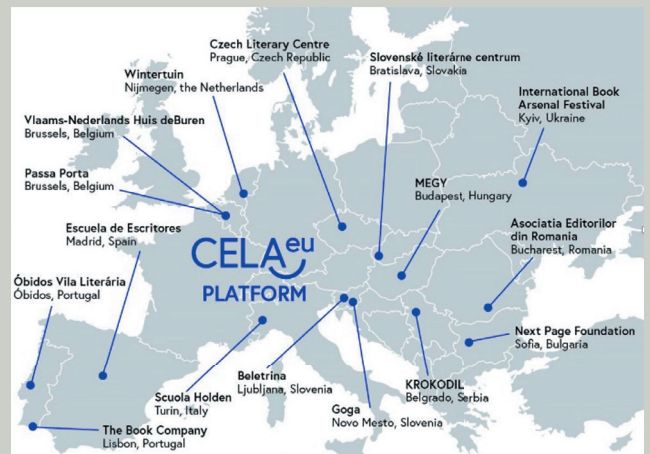 Czech Literary Centre
Prague, Czech Republic
Slovenské literárne centrum
Bratislava, Slovakia
Wintertuin
Nijmegen, the Netherlands
International Book
Arsenal Festival
Kyiv, Ukraine
Vlaams-Nederlands Huis deBuren
Brussels, Belgium
Passa Porta
Brussels, Belgium
MEGY
Budapest, Hungary
Escuela de Escritores
Madrid, Spain
Asociatia Editorilor
din Romania
Bucharest, Romania
CELA eu
PLATFORM
Óbidos Vila Literária
Óbidos, Portugal
Next Page Foundation
Sofia, Bulgaria
Beletrina
Ljubljana, Slovenia
KROKODIL
Belgrade, Serbia
Scuola Holden
Turin, Italy
Goga
Novo Mesto, Slovenia
The Book Company
Lisbon, Portugal